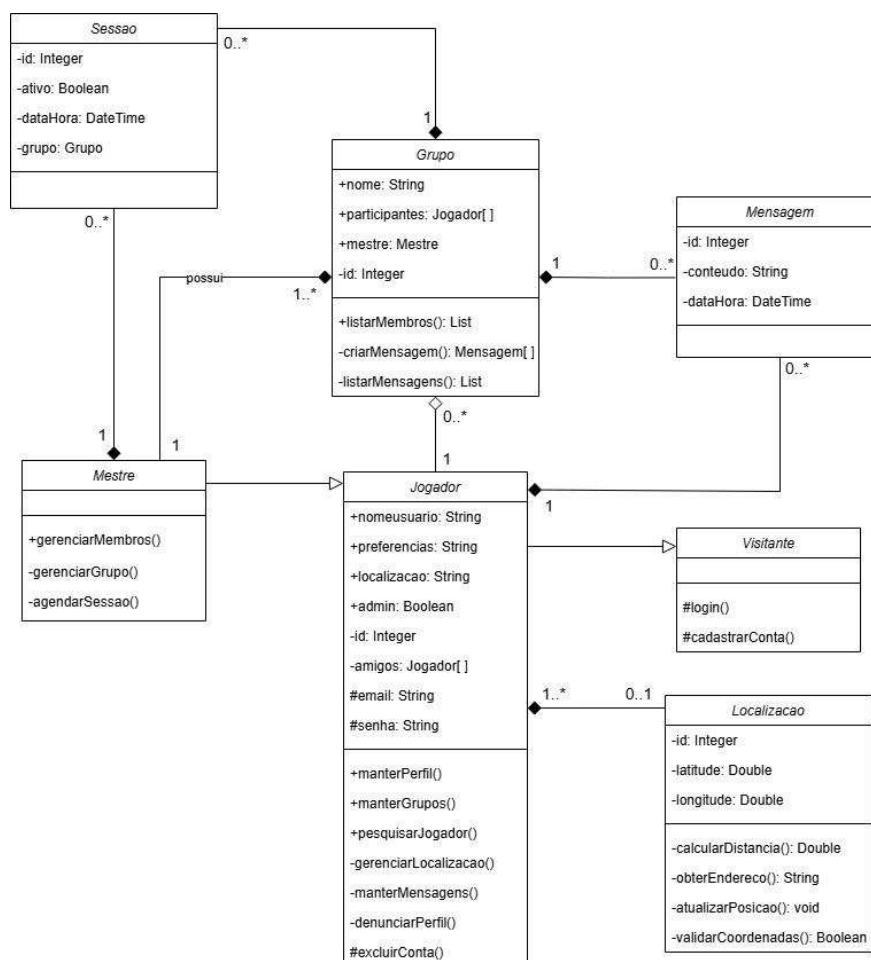 Sessao
-id: Integer
-ativo: Boolean
-dataHora: DateTime
-grupo: Grupo
0..*
1
0..*
1
Grupo
+nome: String
+participantes: Jogador[ ]
+mestre: Mestre
-id: Integer
+listarMembros(): List
-criarMensagem(): Mensagem[ ]
-listarMensagens(): List
possui
1..*
1
1
0..*
Mensagem
-id: Integer
-conteudo: String
-dataHora: DateTime
0..*
1
0..*
1
Mestre
+gerenciarMembros()
-gerenciarGrupo()
-agendarSessao()
Jogador
+nomeusuario: String
+preferencias: String
+localizacao: String
+admin: Boolean
-id: Integer
-amigos: Jogador[ ]
#email: String
#senha: String
+manterPerfil()
+manterGrupos()
+pesquisarJogador()
-gerenciarLocalizacao()
-manterMensagens()
-denunciarPerfil()
#excluirConta()
Visitante
#login()
#cadastrarConta()
1..*
0..1
Localizacao
-id: Integer
-latitude: Double
-longitude: Double
-calcularDistancia(): Double
-obterEndereco(): String
-atualizarPosicao(): void
-validarCoordenadas(): Boolean